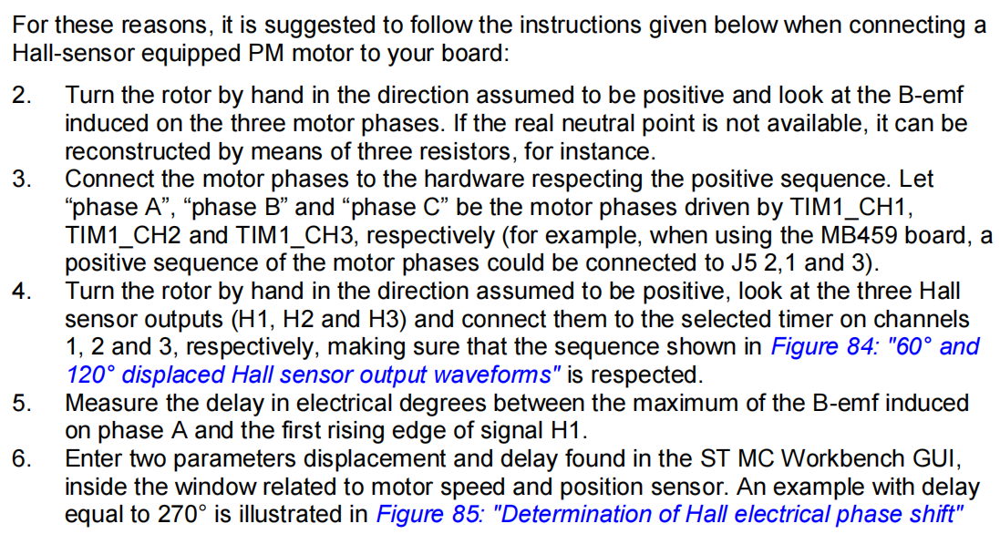 For these reasons, it is suggested to follow the instructions given below when connecting a
Hall-sensor equipped PM motor to your board:
2. Turn the rotor by hand in the direction assumed to be positive and look at the B-emf
induced on the three motor phases. If the real neutral point is not available, it can be
reconstructed by means of three resistors, for instance.
3. Connect the motor phases to the hardware respecting the positive sequence. Let
“phase A”, “phase B” and “phase C” be the motor phases driven by TIM1_CH1,
TIM1_CH2 and TIM1_CH3, respectively (for example, when using the MB459 board, a
positive sequence of the motor phases could be connected to J5 2,1 and 3).
4. Turn the rotor by hand in the direction assumed to be positive, look at the three Hall
sensor outputs (H1, H2 and H3) and connect them to the selected timer on channels
1, 2 and 3, respectively, making sure that the sequence shown in Figure 84: "60° and
120° displaced Hall sensor output waveforms" is respected.
5. Measure the delay in electrical degrees between the maximum of the B-emf induced
on phase A and the first rising edge of signal H1.
6. Enter two parameters displacement and delay found in the ST MC Workbench GUI,
inside the window related to motor speed and position sensor. An example with delay
equal to 270° is illustrated in Figure 85: "Determination of Hall electrical phase shift"